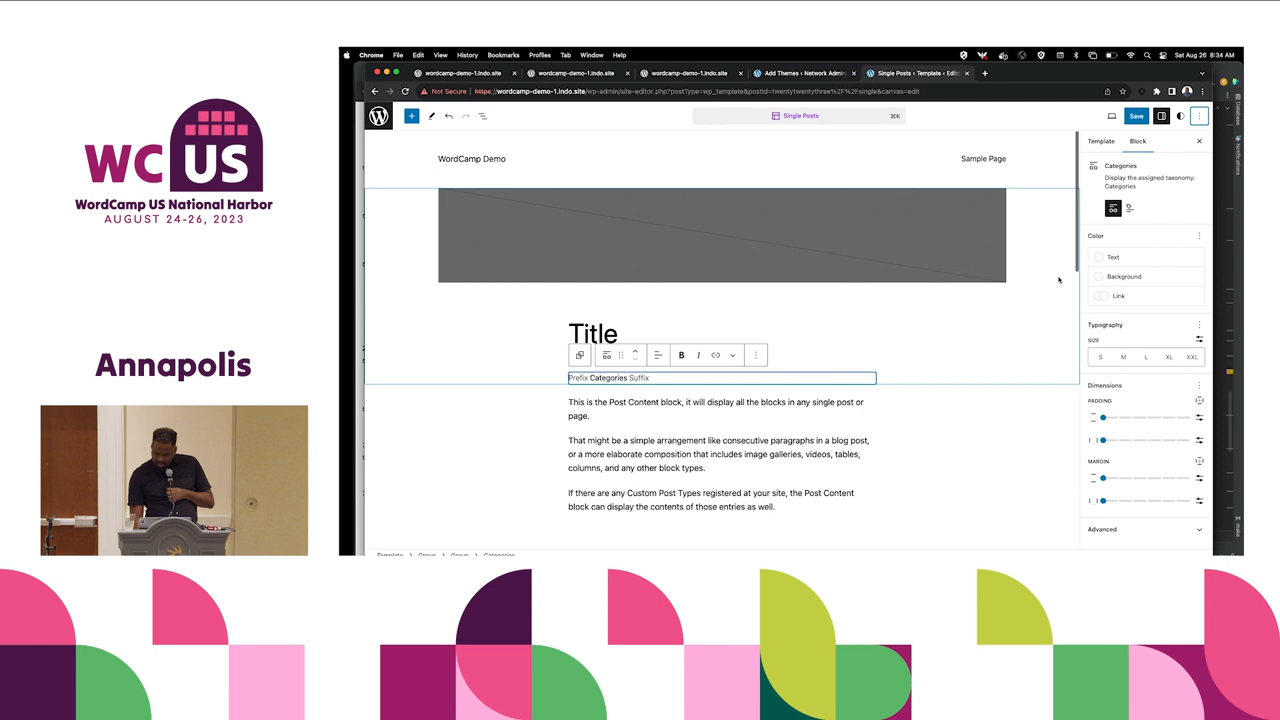 WC US
WordCamp US National Harbor
AUGUST 24-26, 2023
Annapolis
Chrome File Edit View History Bookmarks Profiles Tab Window Help
Sat Aug 26 8:34 AM
wordcamp-demo-1.indo.site
wordcamp-demo-1.indo.site
wordcamp-demo-1.indo.site
Add Themes ‹ Network Admin
Single Posts ‹ Template ‹ Edit
Not Secure https://wordcamp-demo-1.indo.site/wp-admin/site-editor.php?postType=wp_template&postId=twentytwentythree%2F%2Fsingle&canvas=edit
Single Posts ⌘K
Save
WordCamp Demo
Sample Page
Title
B I
Prefix Categories Suffix
This is the Post Content block, it will display all the blocks in any single post or
page.
That might be a simple arrangement like consecutive paragraphs in a blog post,
or a more elaborate composition that includes image galleries, videos, tables,
columns, and any other block types.
If there are any Custom Post Types registered at your site, the Post Content
block can display the contents of those entries as well.
Template › Group › Group › Categories
Template Block
Categories
Display the assigned taxonomy:
Categories
Color
Text
Background
Link
Typography
SIZE
S M L XL XXL
Dimensions
PADDING
MARGIN
Advanced
Database
Notifications
make